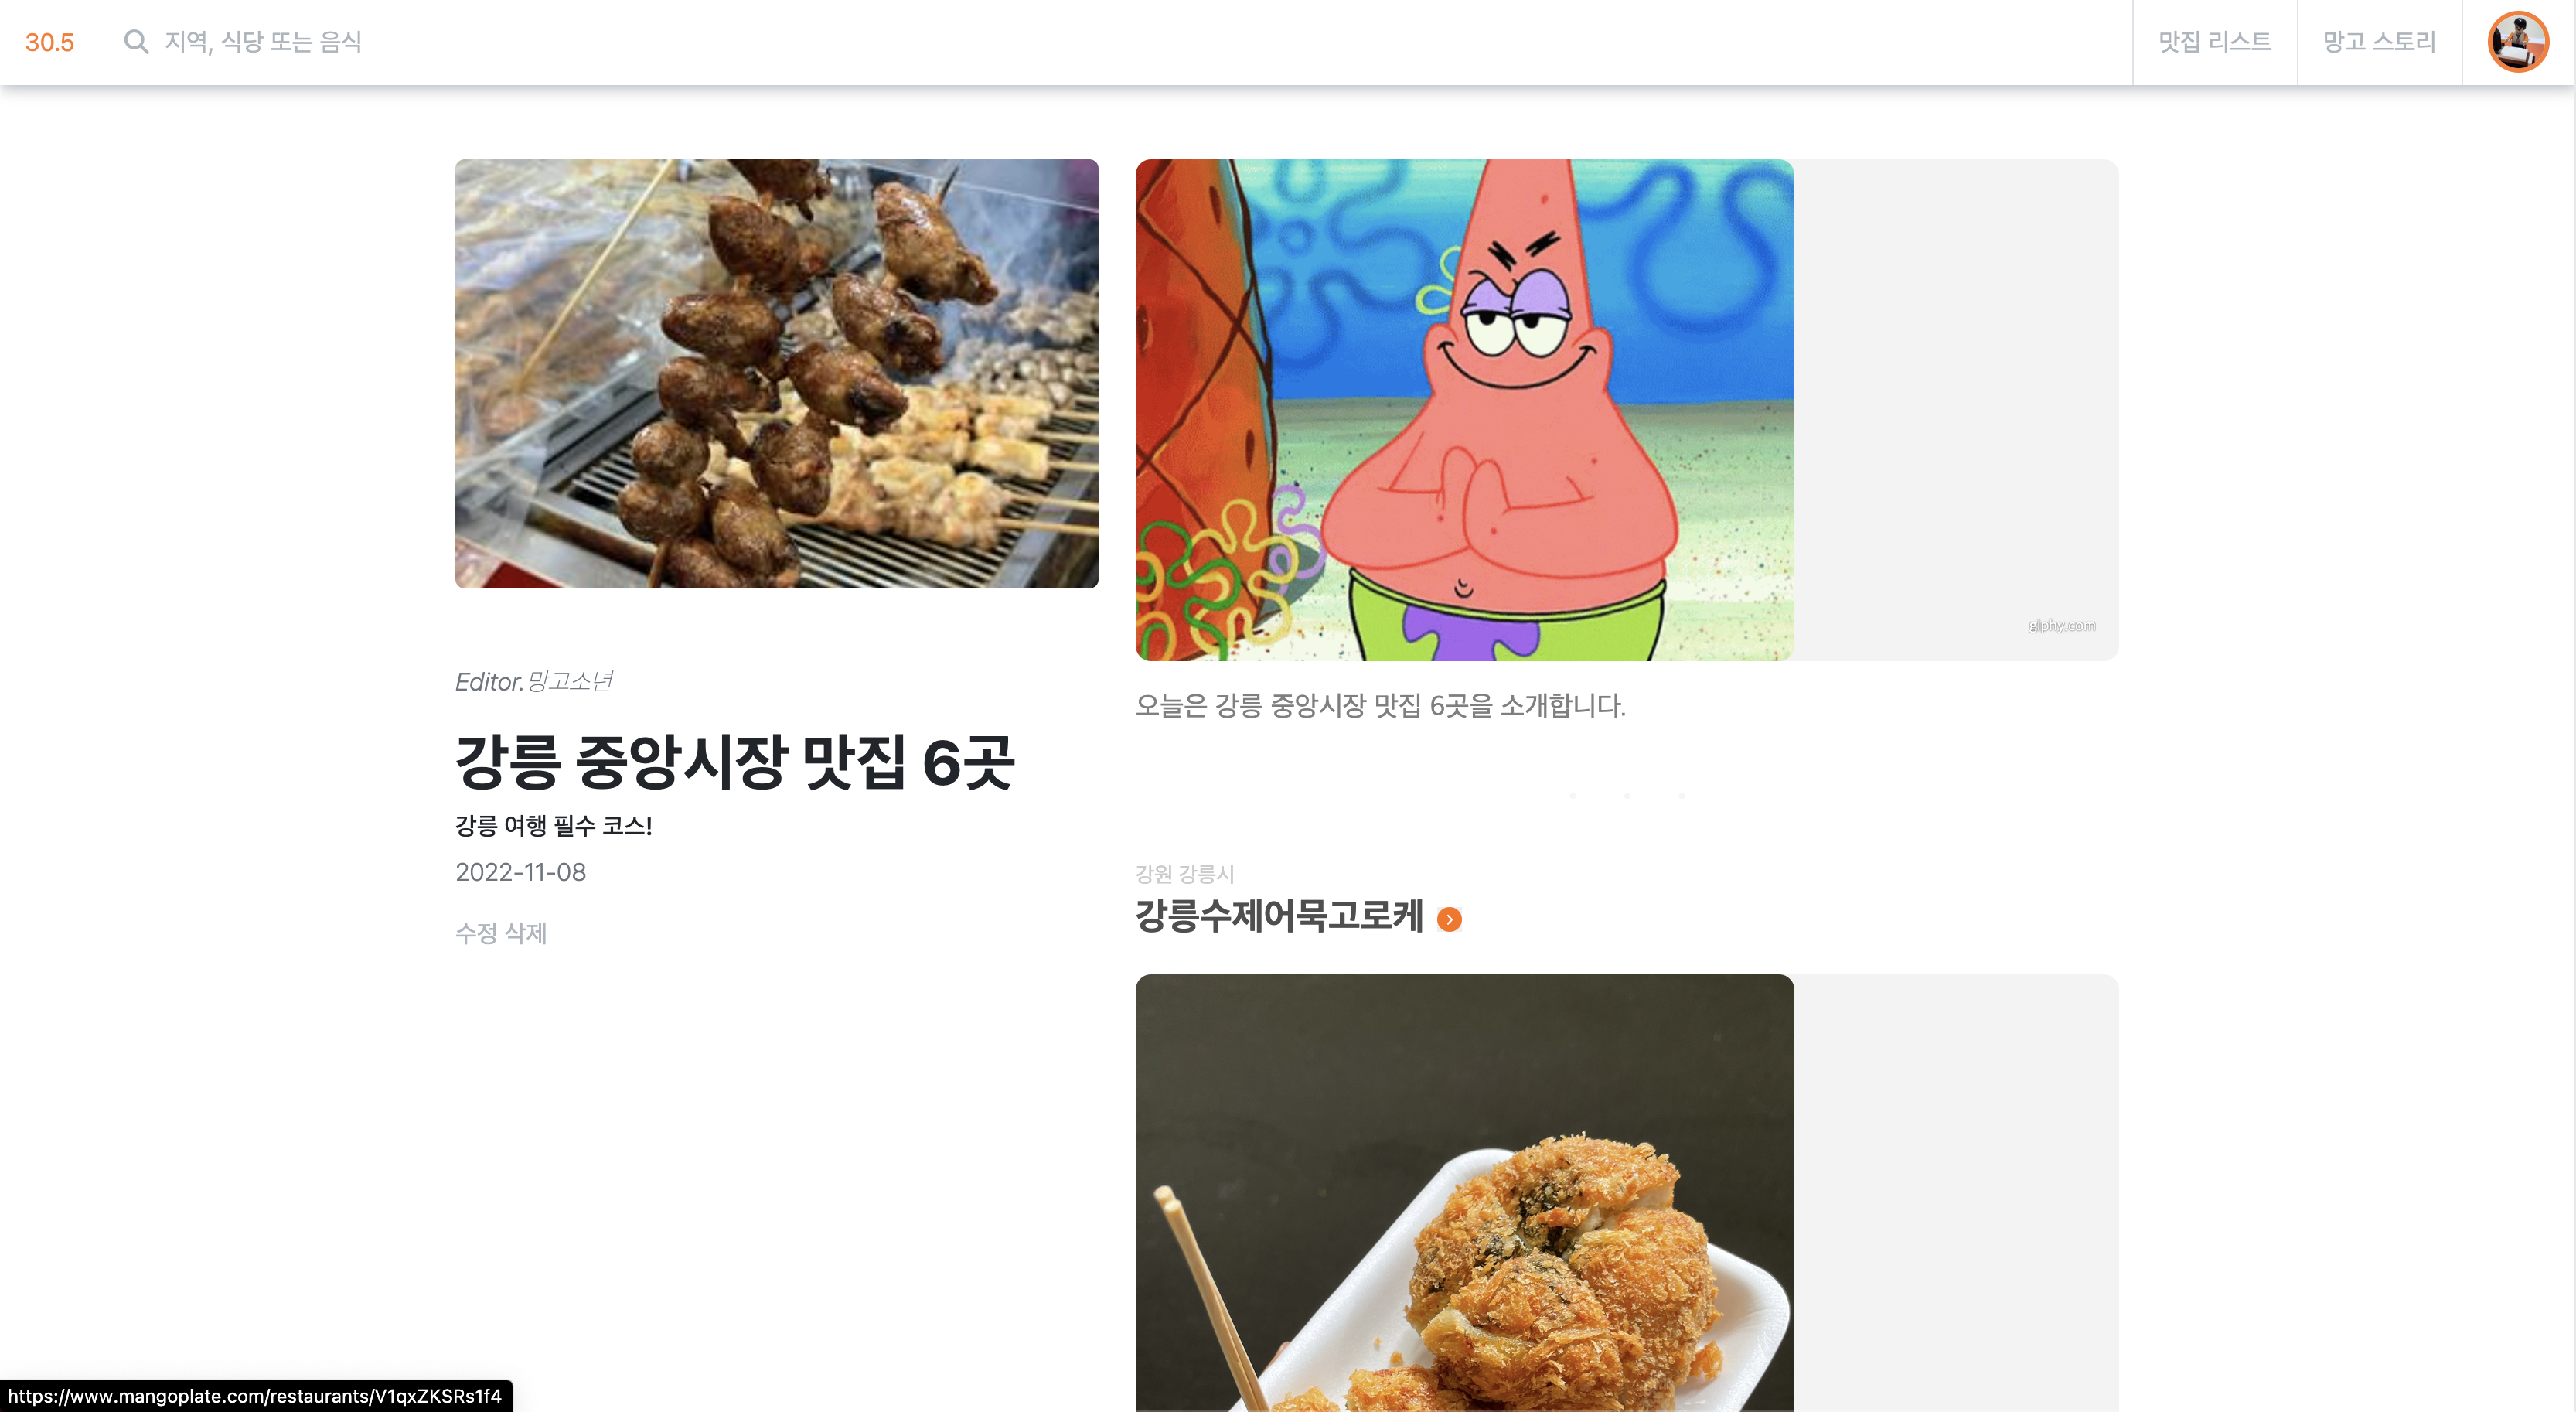 30.5
지역, 식당 또는 음식
맛집 리스트
망고 스토리
Editor.망고소년
강릉 중앙시장 맛집 6곳
강릉 여행 필수 코스!
2022-11-08
수정 삭제
giphy.com
오늘은 강릉 중앙시장 맛집 6곳을 소개합니다.
강원 강릉시
강릉수제어묵고로케
https://www.mangoplate.com/restaurants/V1qxZKSRs1f4